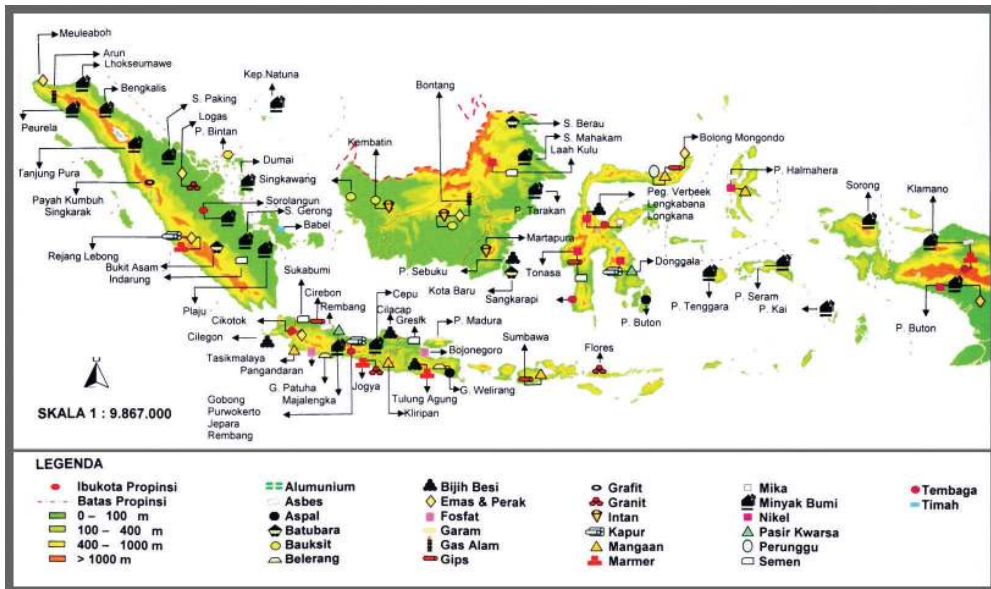 Meuleaboh
Arun
Lhokseumawe
Bengkalis
Kep.Natuna
S. Paking
Logas
P. Bintan
Peurela
Dumai
Tanjung Pura
Singkawang
Payah Kumbuh
Singkarak
Sorolangun
S. Gerong
Babel
Rejang Lebong
Bukit Asam
Indarung
Plaju
Bontang
Kembatin
S. Berau
S. Mahakam
Laah Kulu
P. Tarakan
Martapura
P. Sebuku
Kota Baru
Bolong Mongondo
P. Halmahera
Peg. Verbeek
Lengkabana
Longkana
Tonasa
Sangkarapi
Donggala
P. Buton
P. Tenggara
P. Seram
P. Kai
Sorong
Klamano
P. Buton
Sukabumi
Cirebon
Rembang
Cepu
Cilacap
Gresik
P. Madura
Cikotok
Cilegon
Tasikmalaya
Pangandaran
G. Patuha
Majalengka
Jogya
Bojonegoro
G. Welirang
Tulung Agung
Kliripan
Sumbawa
Flores
Gobong
Purwokerto
Jepara
Rembang
U
SKALA 1 : 9.867.000
LEGENDA
Ibukota Propinsi
Batas Propinsi
0 – 100 m
100 – 400 m
400 – 1000 m
> 1000 m
Alumunium
Asbes
Aspal
Batubara
Bauksit
Belerang
Bijih Besi
Emas & Perak
Fosfat
Garam
Gas Alam
Gips
Grafit
Granit
Intan
Kapur
Mangaan
Marmer
Mika
Minyak Bumi
Nikel
Pasir Kwarsa
Perunggu
Semen
Tembaga
Timah